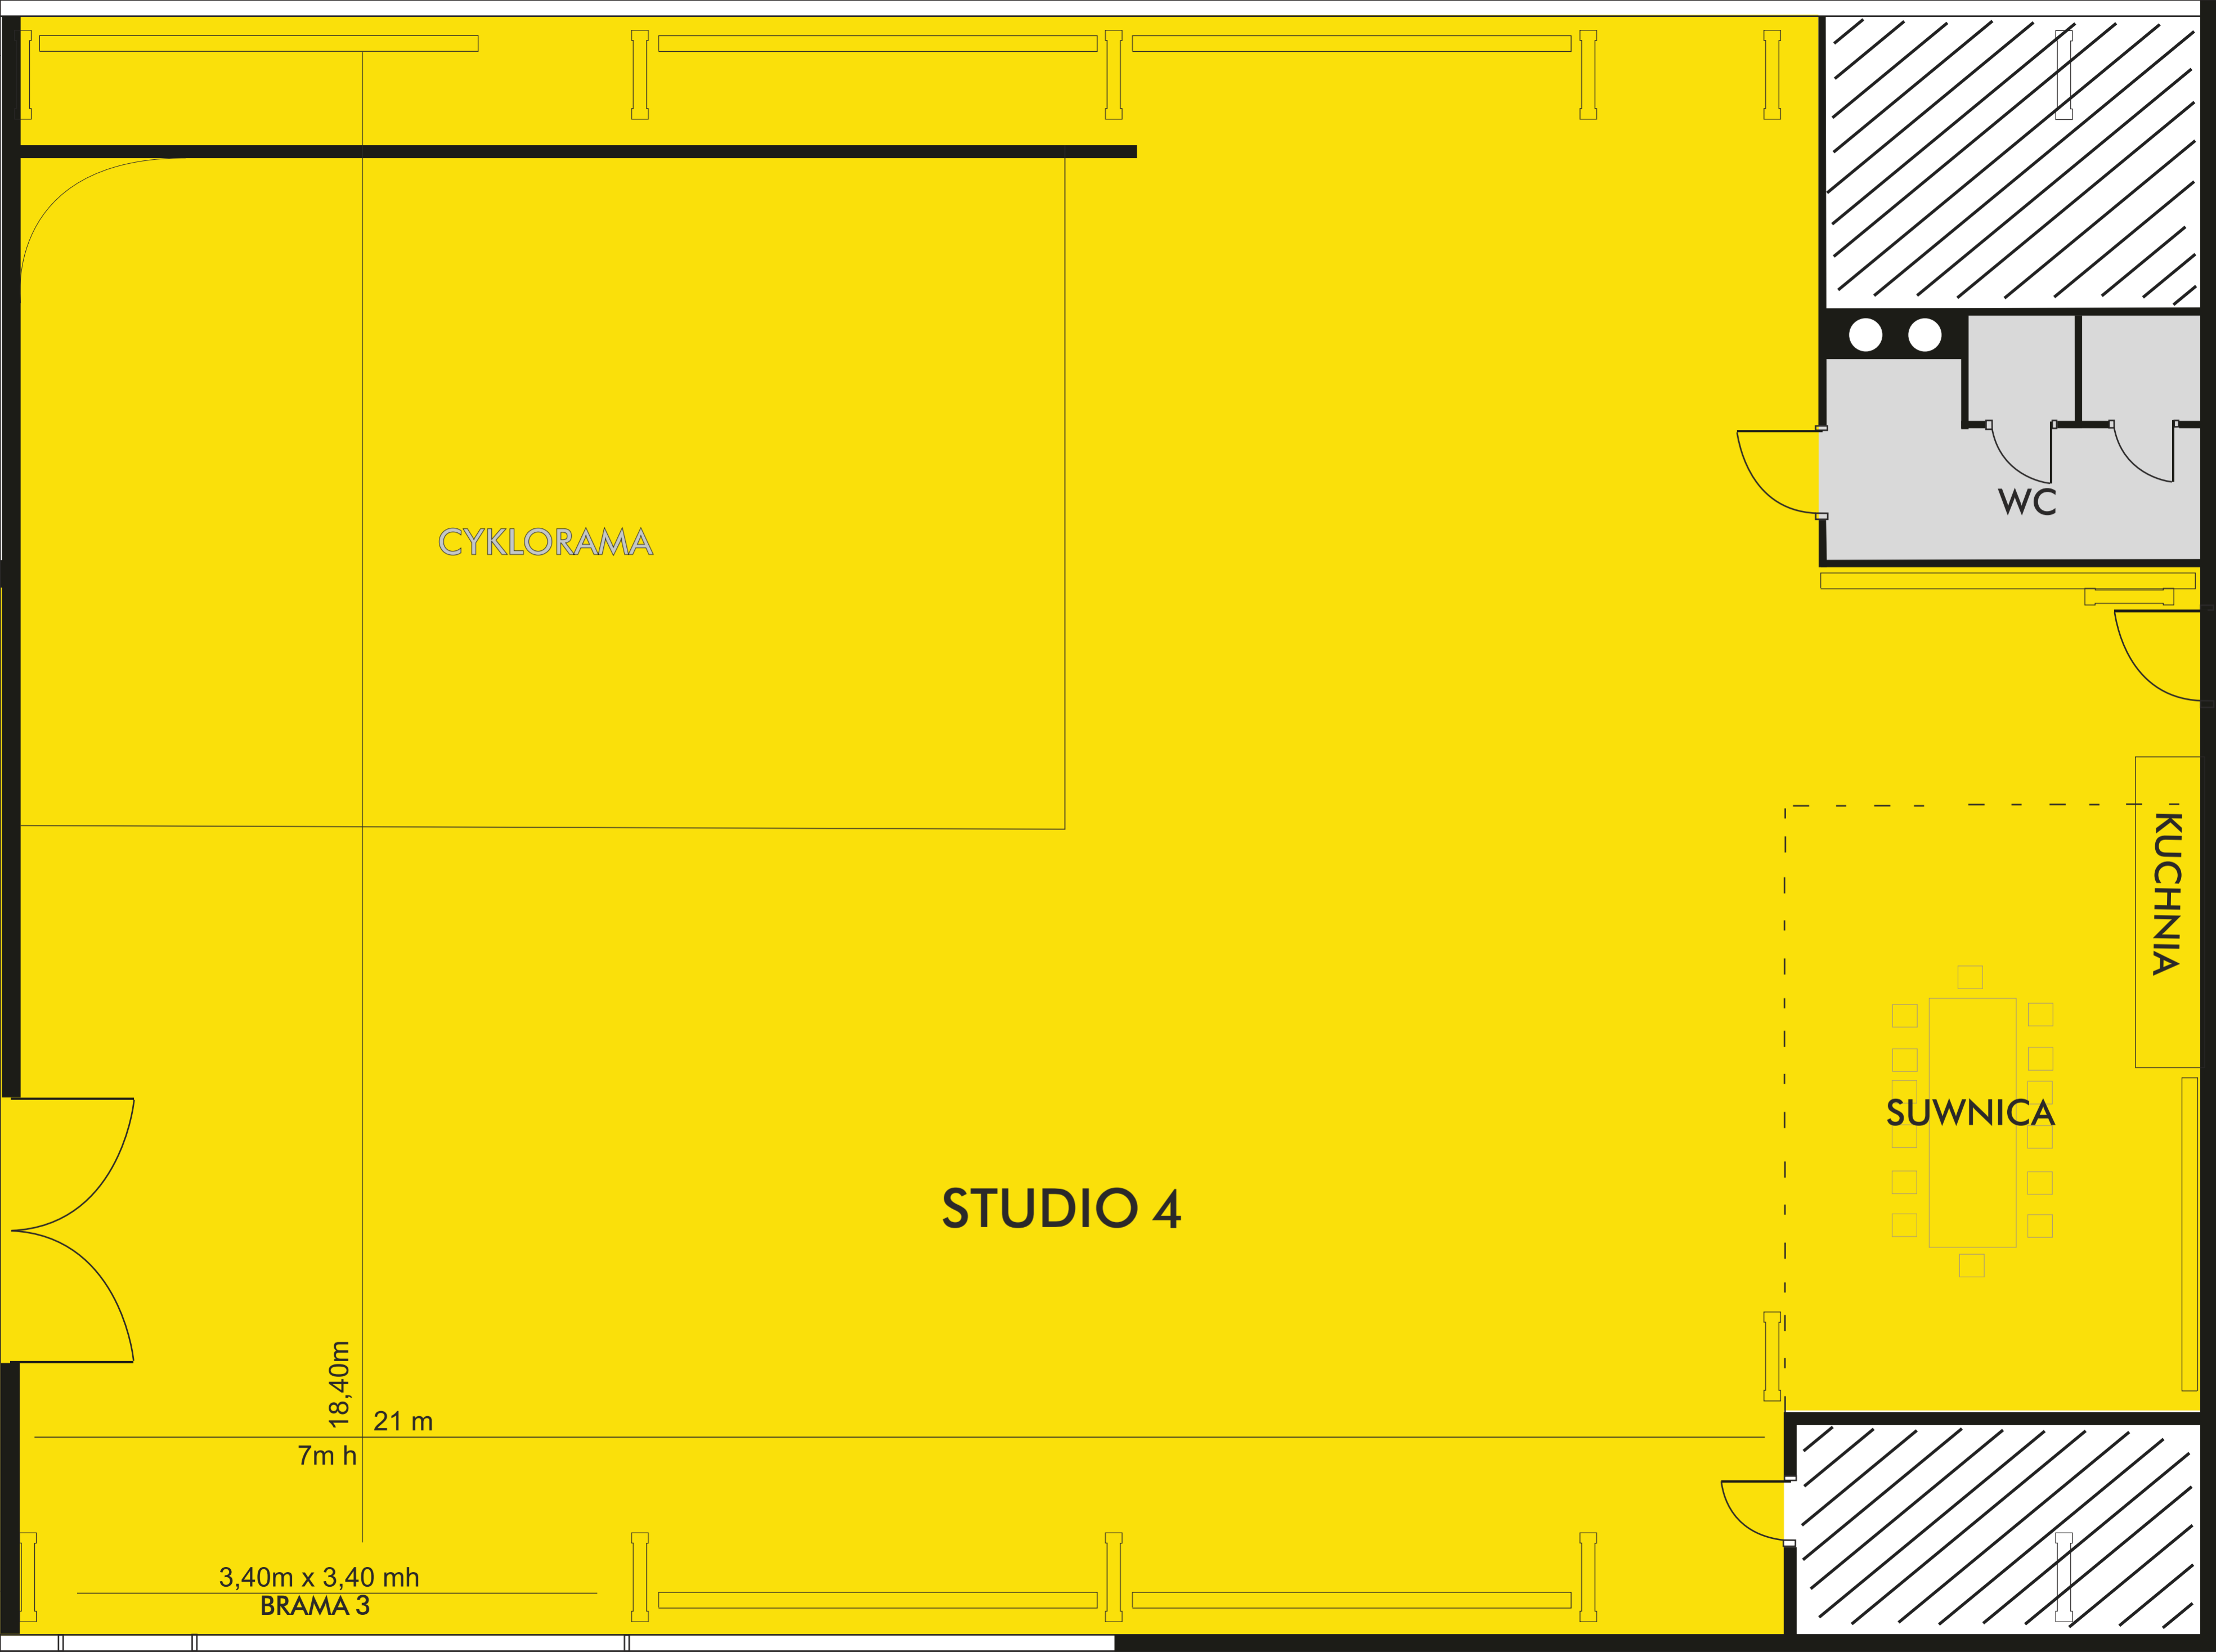 CYKLORAMA
WC
KUCHNIA
SUWNICA
STUDIO 4
18,40m
21 m
7m h
3,40m x 3,40 mh
BRAMA 3